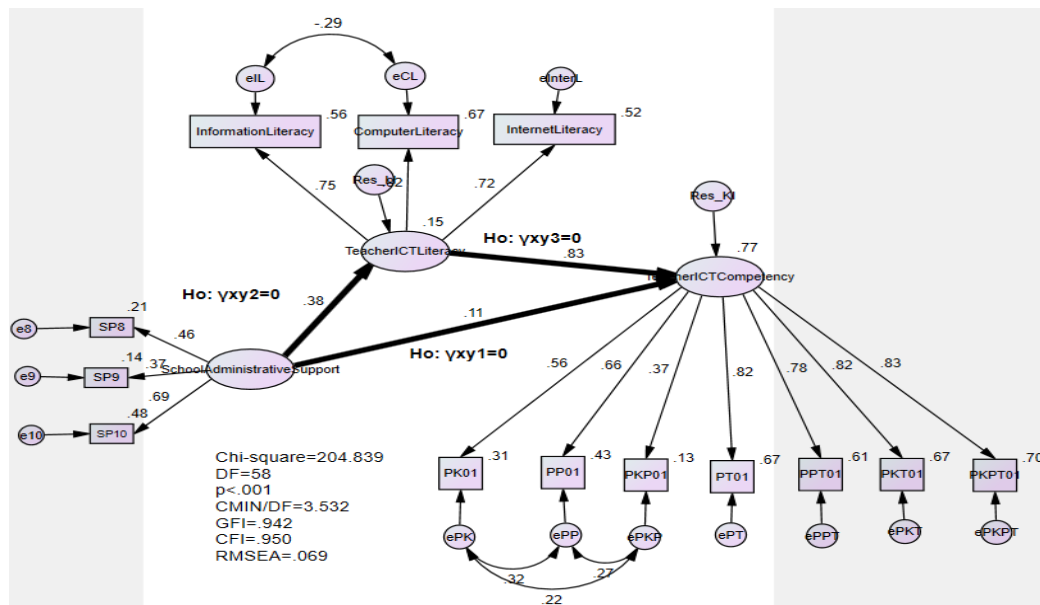 -.29
eIL
eCL
eInterL
.56
.67
.52
InformationLiteracy
ComputerLiteracy
InternetLiteracy
.75
.82
.72
Res_KI
.15
.77
TeacherICTLiteracy
Ho: γxy3=0
.83
TeacherICTCompetency
Ho: γxy2=0
.38
.11
Ho: γxy1=0
.21
e8
SP8
.46
.14
.37
e9
SP9
SchoolAdministrativeSupport
.69
.48
e10
SP10
.56
.66
.37
.82
.78
.82
.83
Chi-square=204.839
DF=58
p<.001
CMIN/DF=3.532
GFI=.942
CFI=.950
RMSEA=.069
PK01
.31
PP01
.43
PKP01
.13
PT01
.67
PPT01
.61
PKT01
.67
PKPT01
.70
ePK
ePP
ePKP
ePT
ePPT
ePKT
ePKPT
.32
.27
.22